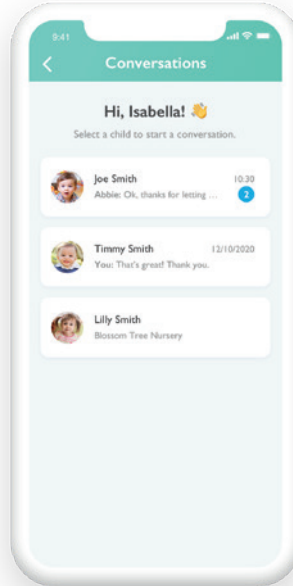 9:41
Conversations
Hi, Isabella! 👋
Select a child to start a conversation.
Joe Smith 10:30
Abbie: Ok, thanks for letting ... 2
Timmy Smith 12/10/2020
You: That's great! Thank you.
Lilly Smith
Blossom Tree Nursery